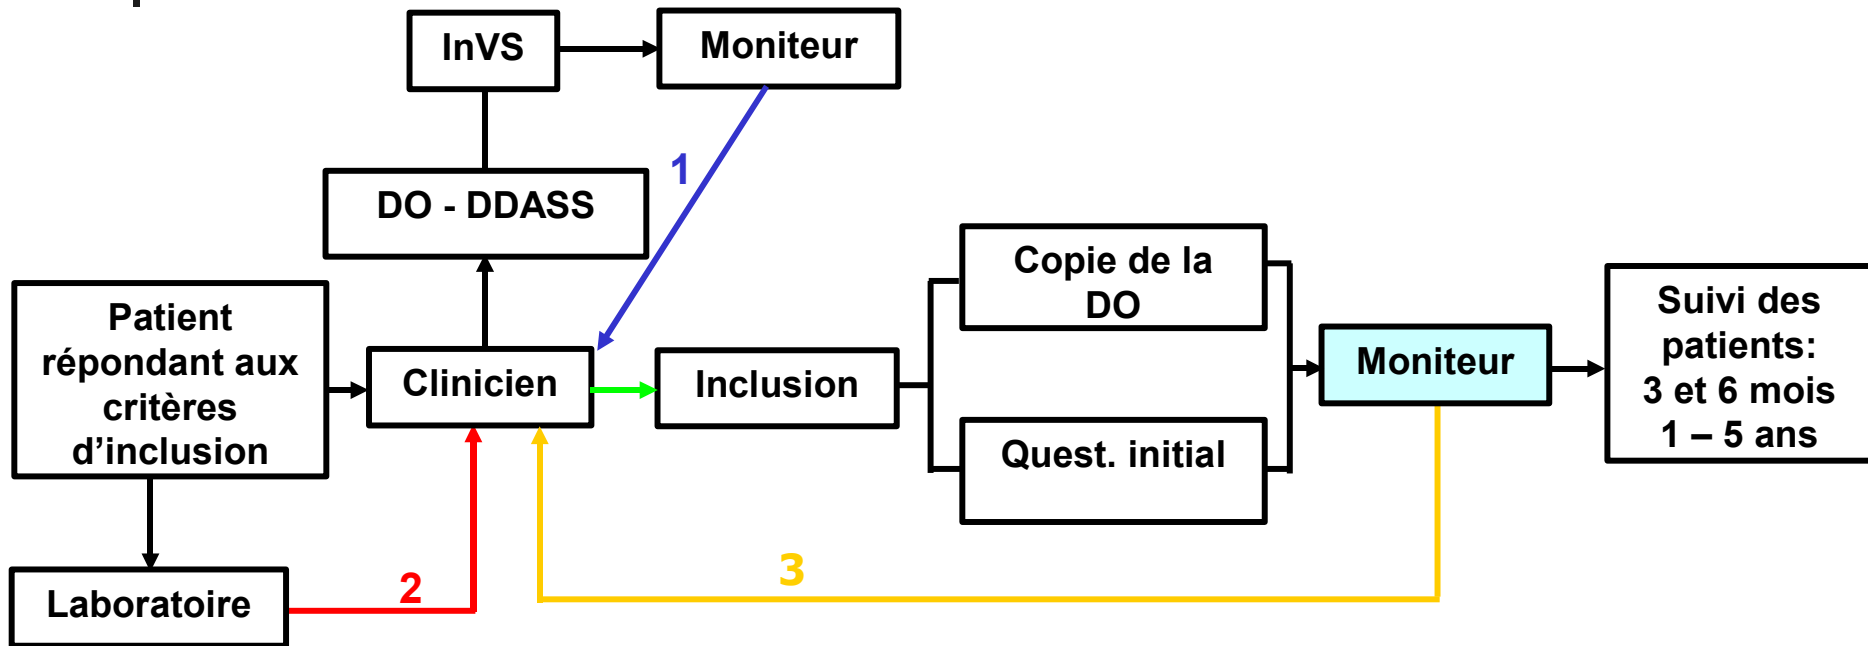 InVS
Moniteur
1
DO - DDASS
Patient
répondant aux
critères
d’inclusion
Clinicien
Inclusion
Copie de la
DO
Quest. initial
Moniteur
Suivi des
patients:
3 et 6 mois
1 – 5 ans
Laboratoire
2
3